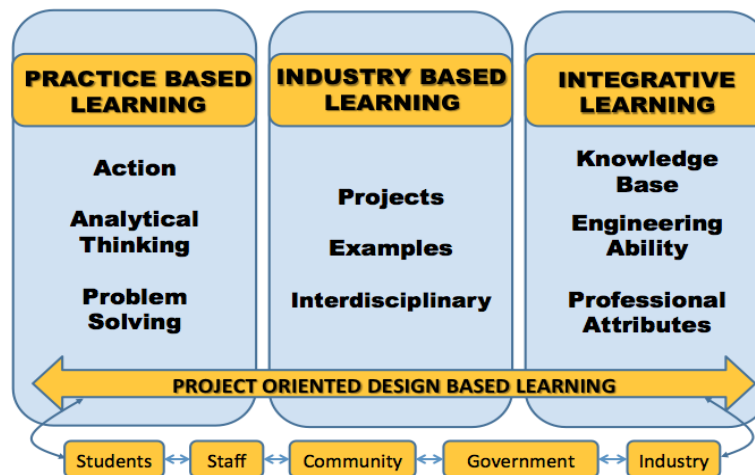 PRACTICE BASED
LEARNING
Action
Analytical
Thinking
Problem
Solving
INDUSTRY BASED
LEARNING
Projects
Examples
Interdisciplinary
INTEGRATIVE
LEARNING
Knowledge
Base
Engineering
Ability
Professional
Attributes
PROJECT ORIENTED DESIGN BASED LEARNING
Students Staff Community Government Industry